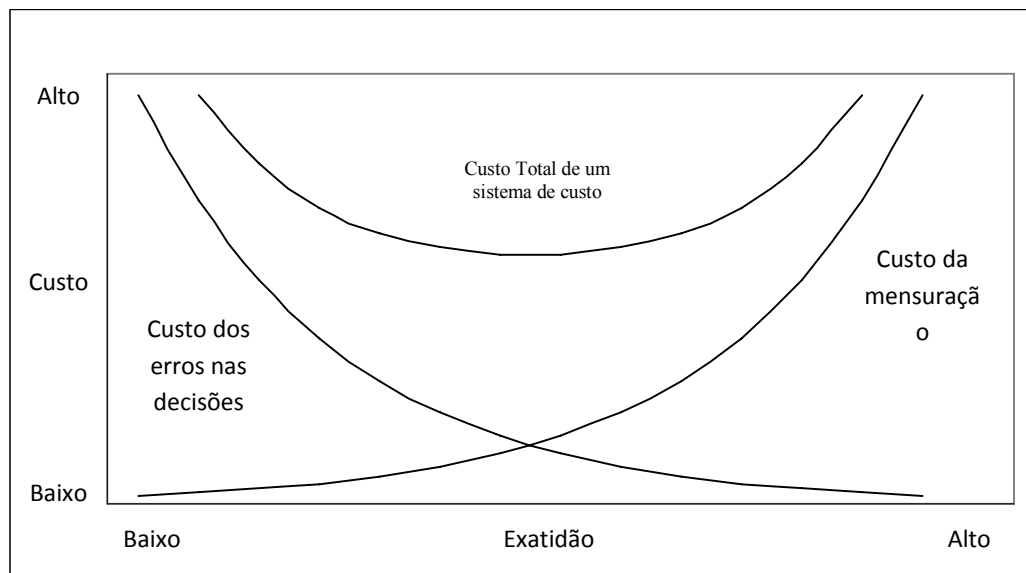 Alto
Custo Total de um
sistema de custo
Custo
Custo da
mensuraçã
o
Custo dos
erros nas
decisões
Baixo
Baixo
Exatidão
Alto